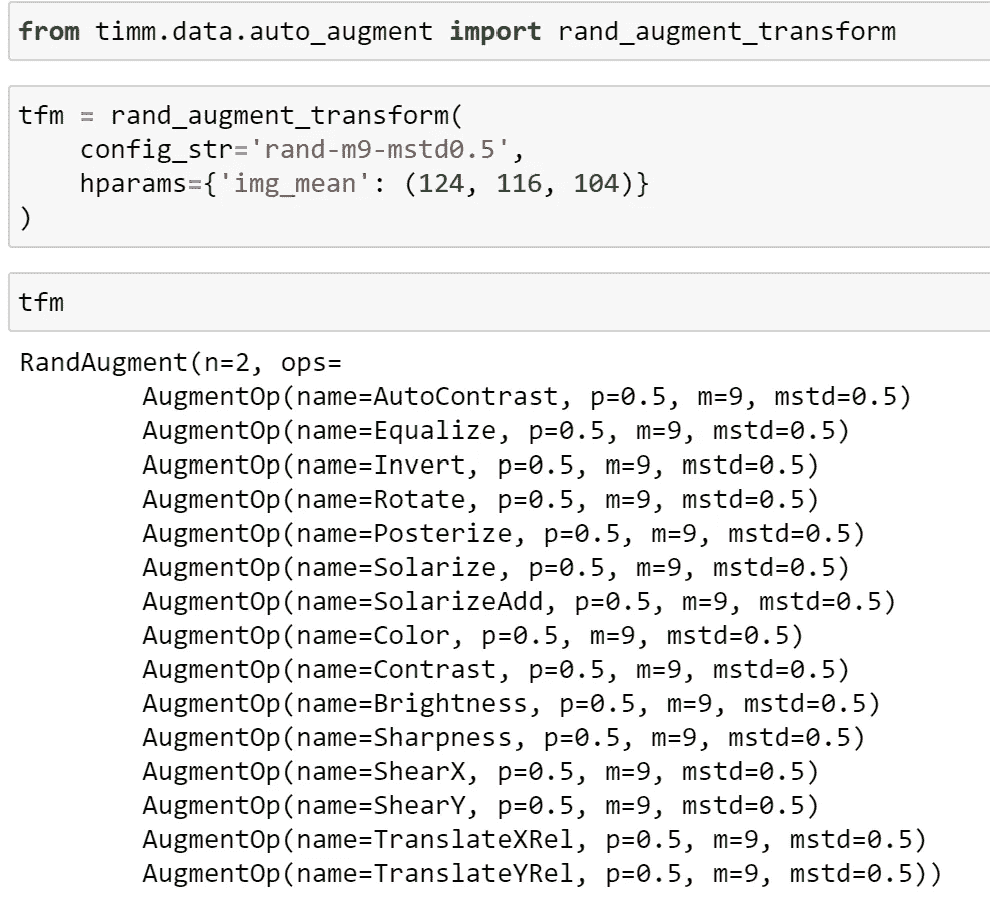 from timm.data.auto_augment import rand_augment_transform
tfm = rand_augment_transform(
    config_str='rand-m9-mstd0.5',
    hparams={'img_mean': (124, 116, 104)}
)
tfm
RandAugment(n=2, ops=
        AugmentOp(name=AutoContrast, p=0.5, m=9, mstd=0.5)
        AugmentOp(name=Equalize, p=0.5, m=9, mstd=0.5)
        AugmentOp(name=Invert, p=0.5, m=9, mstd=0.5)
        AugmentOp(name=Rotate, p=0.5, m=9, mstd=0.5)
        AugmentOp(name=Posterize, p=0.5, m=9, mstd=0.5)
        AugmentOp(name=Solarize, p=0.5, m=9, mstd=0.5)
        AugmentOp(name=SolarizeAdd, p=0.5, m=9, mstd=0.5)
        AugmentOp(name=Color, p=0.5, m=9, mstd=0.5)
        AugmentOp(name=Contrast, p=0.5, m=9, mstd=0.5)
        AugmentOp(name=Brightness, p=0.5, m=9, mstd=0.5)
        AugmentOp(name=Sharpness, p=0.5, m=9, mstd=0.5)
        AugmentOp(name=ShearX, p=0.5, m=9, mstd=0.5)
        AugmentOp(name=ShearY, p=0.5, m=9, mstd=0.5)
        AugmentOp(name=TranslateXRel, p=0.5, m=9, mstd=0.5)
        AugmentOp(name=TranslateYRel, p=0.5, m=9, mstd=0.5))